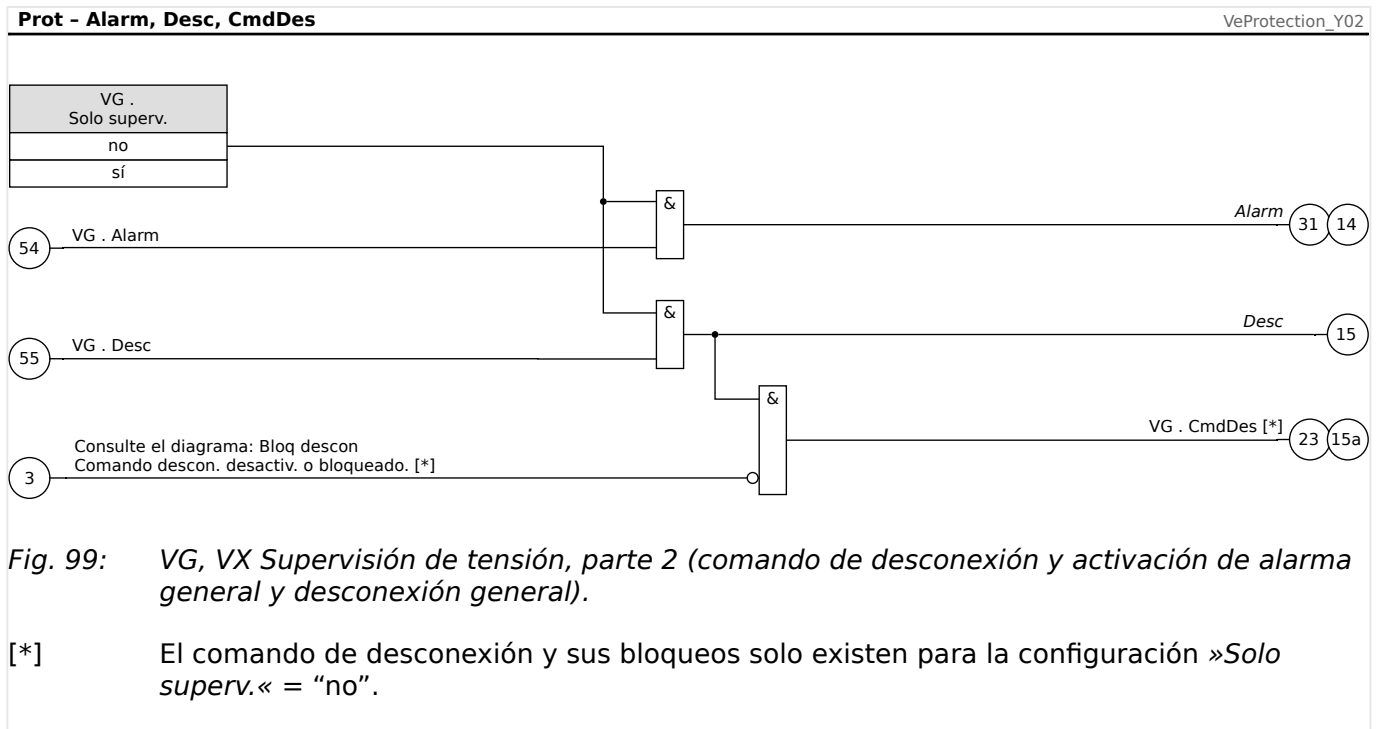 Prot – Alarm, Desc, CmdDes
VeProtection_Y02
VG .
Solo superv.
no
sí
&
Alarm
31
14
54
VG . Alarm
&
Desc
15
55
VG . Desc
&
VG . CmdDes [*]
23
15a
Consulte el diagrama: Bloq descon
Comando descon. desactiv. o bloqueado. [*]
3
Fig. 99: VG, VX Supervisión de tensión, parte 2 (comando de desconexión y activación de alarma
general y desconexión general).
[*] El comando de desconexión y sus bloqueos solo existen para la configuración »Solo
superv.« = “no”.